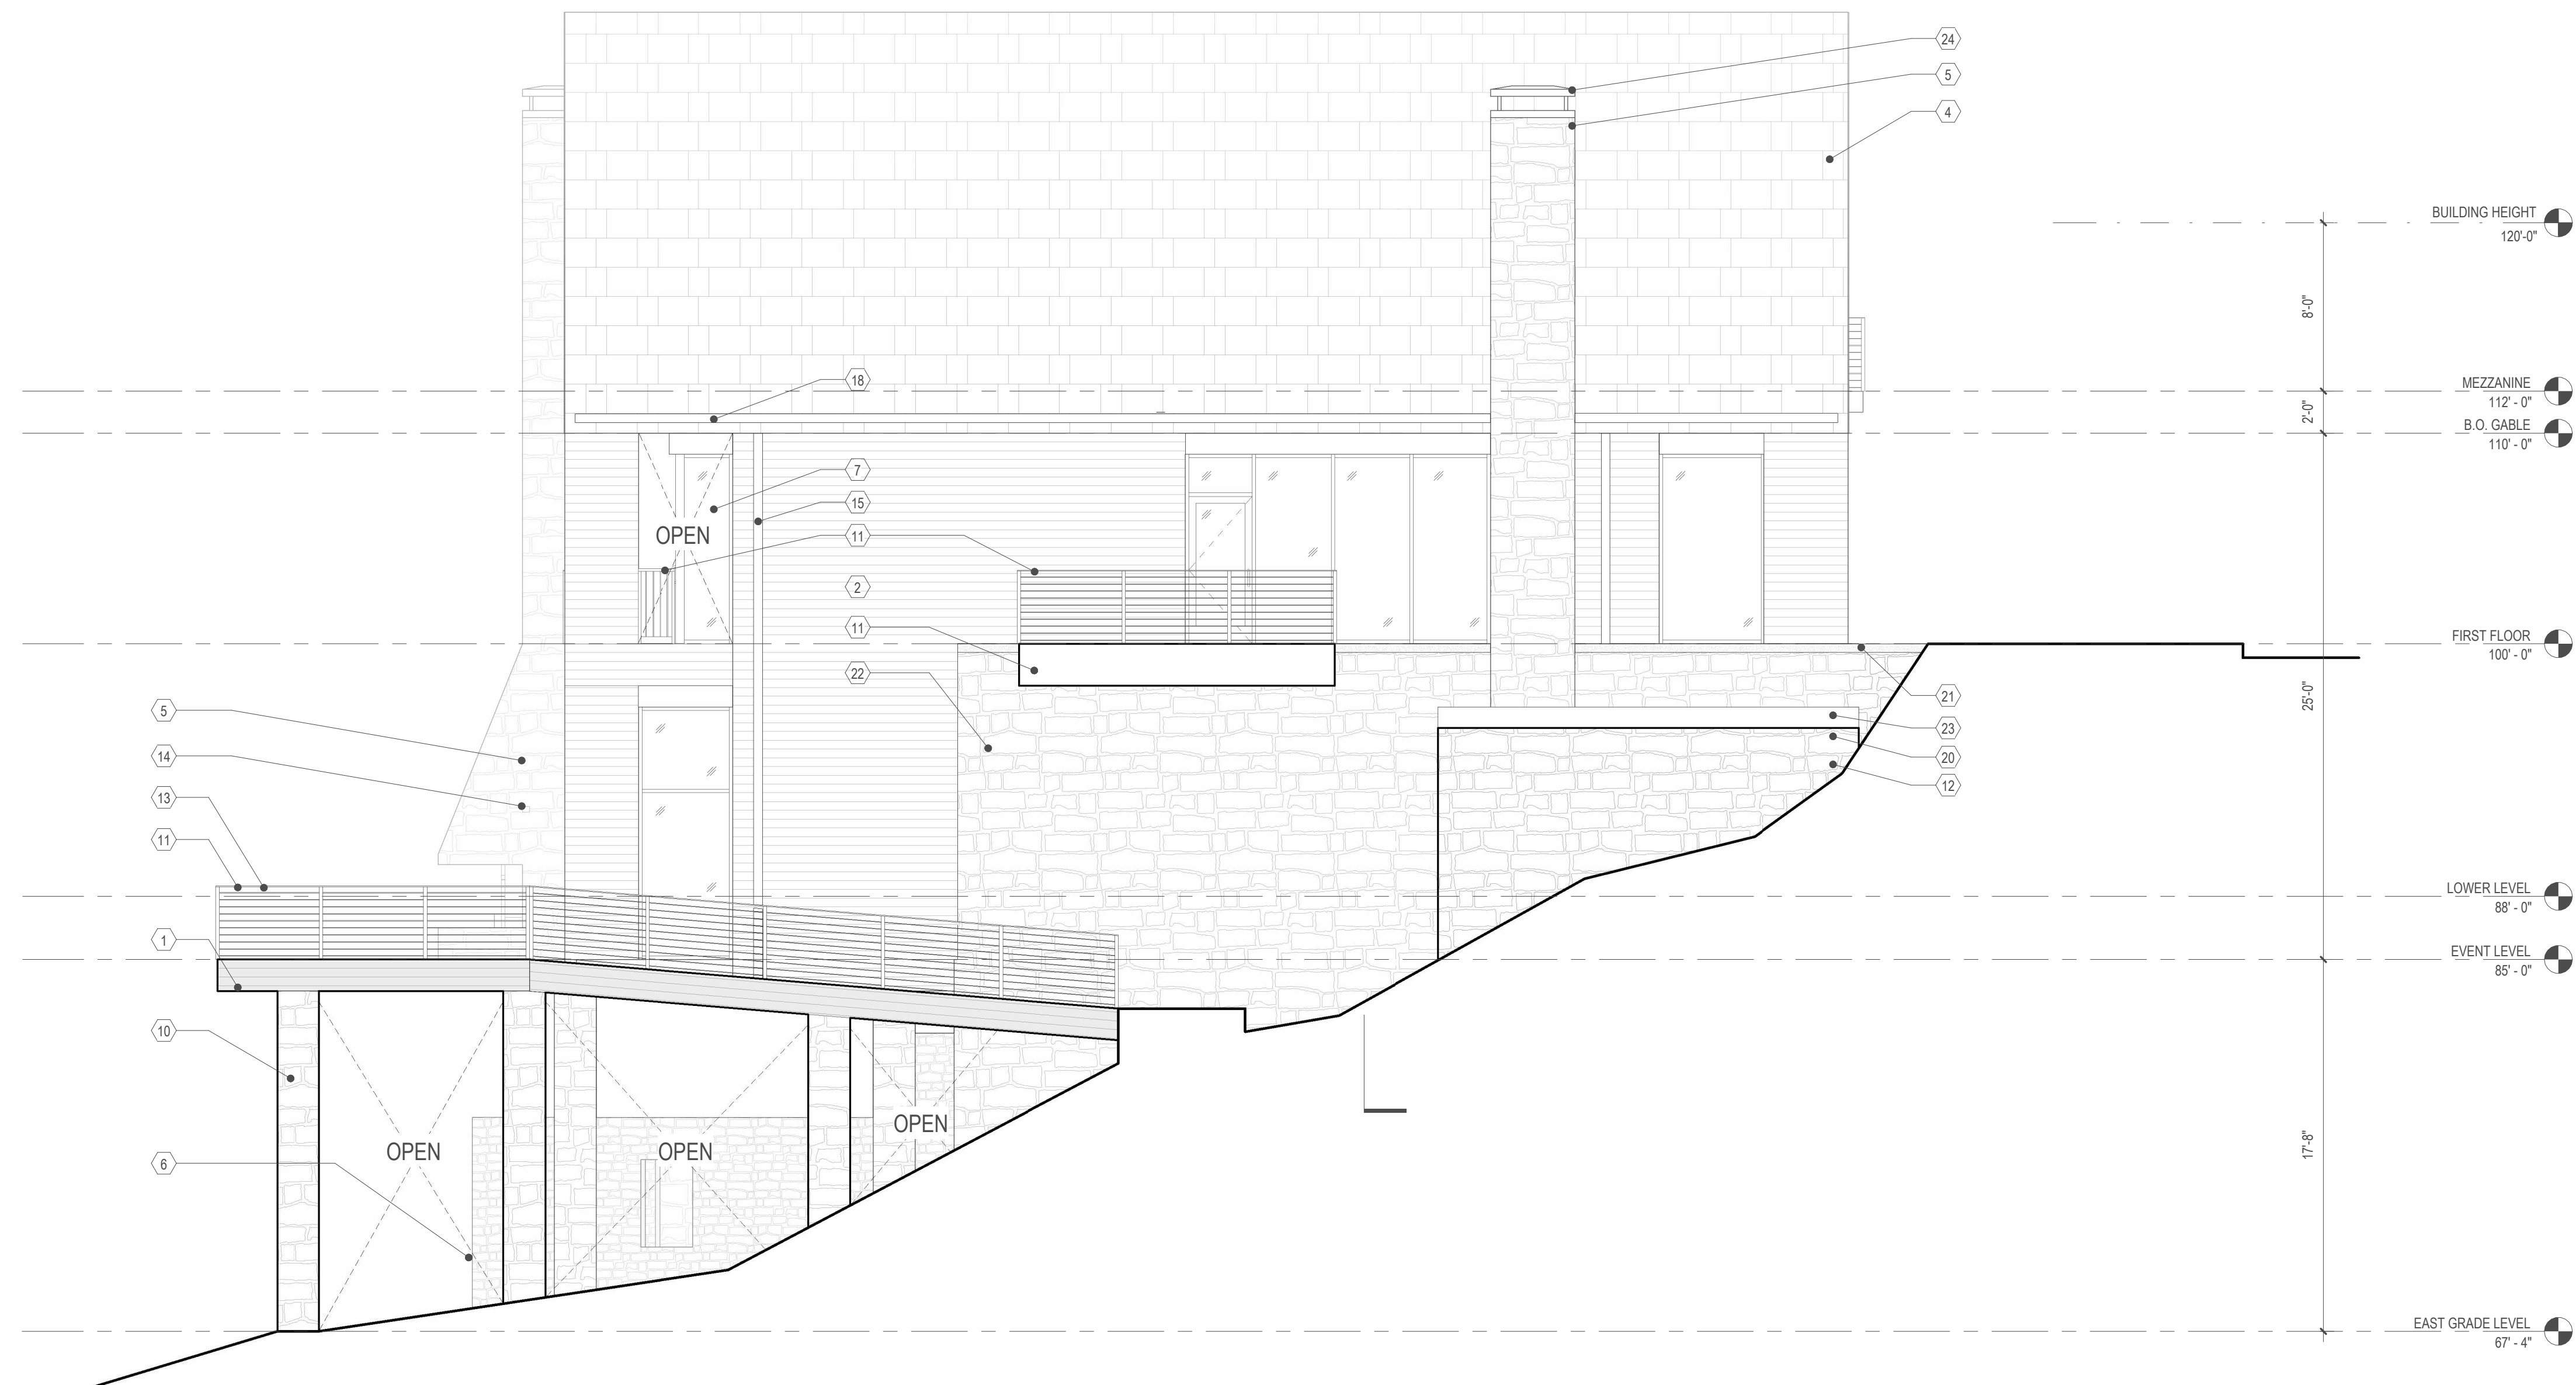 24
5
4
BUILDING HEIGHT
120'-0"
8'-0"
18
MEZZANINE
112' - 0"
2'-0"
B.O. GABLE
110' - 0"
7
15
OPEN
11
2
11
FIRST FLOOR
100' - 0"
22
21
25'-0"
5
23
14
20
12
13
11
LOWER LEVEL
88' - 0"
1
EVENT LEVEL
85' - 0"
10
OPEN
OPEN
OPEN
17'-8"
6
EAST GRADE LEVEL
67' - 4"